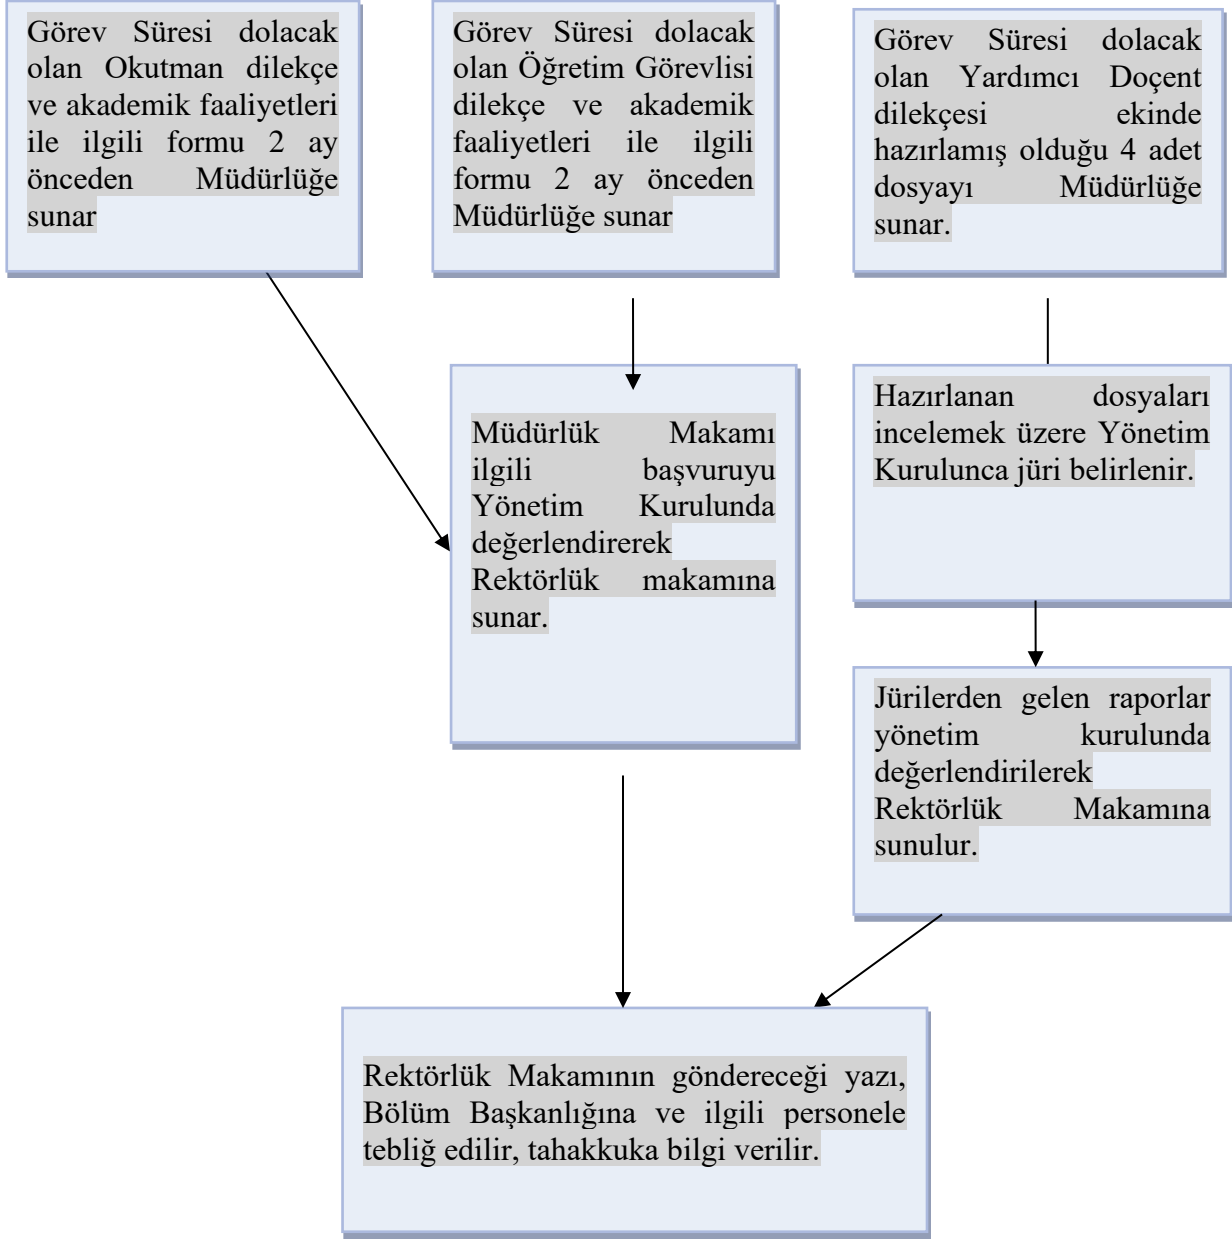 Görev Süresi dolacak
olan Okutman dilekçe
ve akademik faaliyetleri
ile ilgili formu 2 ay
önceden Müdürlüğe
sunar
Görev Süresi dolacak
olan Öğretim Görevlisi
dilekçe ve akademik
faaliyetleri ile ilgili
formu 2 ay önceden
Müdürlüğe sunar
Görev Süresi dolacak
olan Yardımcı Doçent
dilekçesi ekinde
hazırlamış olduğu 4 adet
dosyayı Müdürlüğe
sunar.
Müdürlük Makamı
ilgili başvuruyu
Yönetim Kurulunda
değerlendirerek
Rektörlük makamına
sunar.
Hazırlanan dosyaları
incelemek üzere Yönetim
Kurulunca jüri belirlenir.
Jürilerden gelen raporlar
yönetim kurulunda
değerlendirilerek
Rektörlük Makamına
sunulur.
Rektörlük Makamının göndereceği yazı,
Bölüm Başkanlığına ve ilgili personele
tebliğ edilir, tahakkuka bilgi verilir.